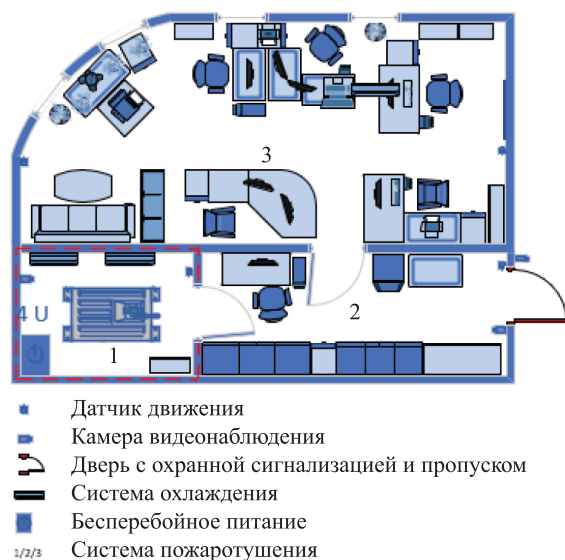 3
4 U
2
1
Датчик движения
Камера видеонаблюдения
Дверь с охранной сигнализацией и пропуском
Система охлаждения
Бесперебойное питание
1/2/3 Система пожаротушения